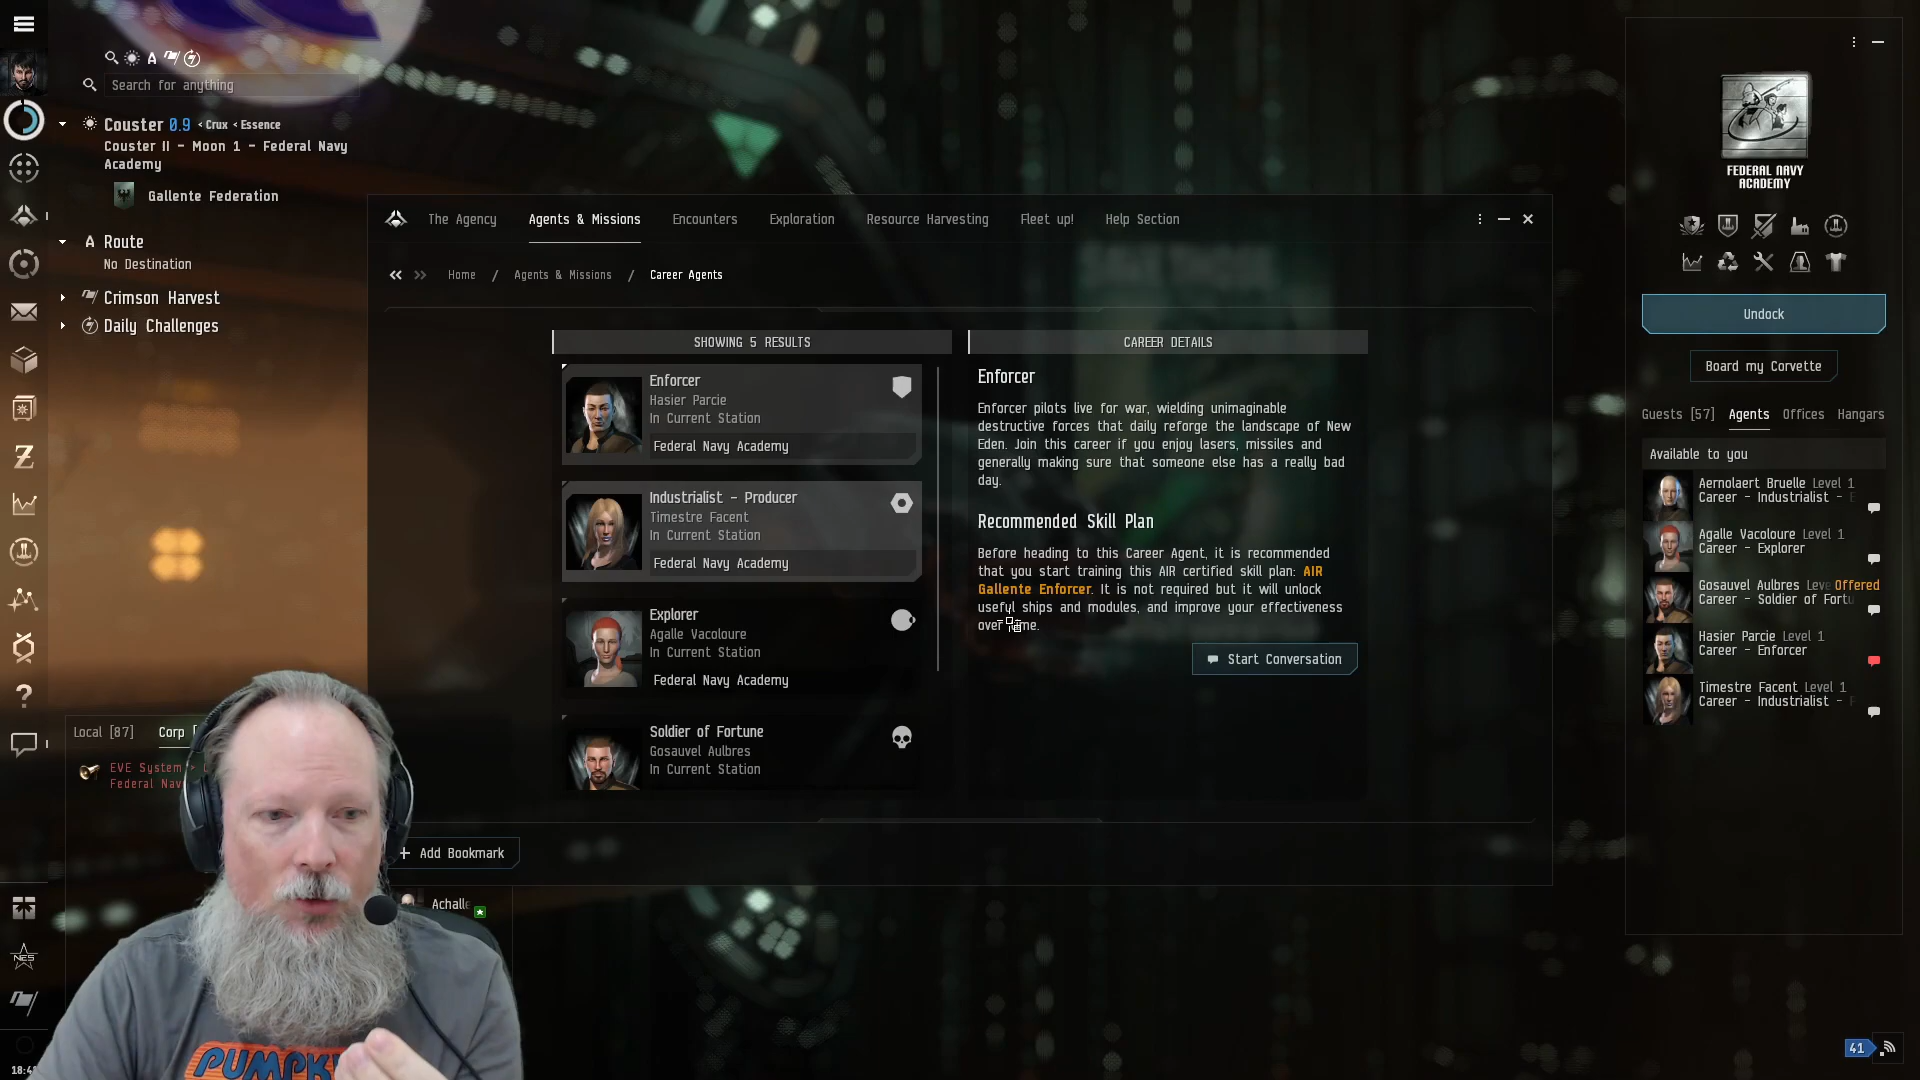 Search for anything
Couster 0.9 < Crux < Essence
Couster II - Moon 1 - Federal Navy
Academy
Gallente Federation
A Route
No Destination
Crimson Harvest
Daily Challenges
The Agency
Agents & Missions
Encounters
Exploration
Resource Harvesting
Fleet up!
Help Section
Home / Agents & Missions / Career Agents
SHOWING 5 RESULTS
Enforcer
Hasier Parcie
In Current Station
Federal Navy Academy
Industrialist - Producer
Timestre Facent
In Current Station
Federal Navy Academy
Explorer
Agalle Vacoloure
In Current Station
Federal Navy Academy
Soldier of Fortune
Gosauvel Aulbres
In Current Station
CAREER DETAILS
Enforcer
Enforcer pilots live for war, wielding unimaginable
destructive forces that daily reforge the landscape of New
Eden. Join this career if you enjoy lasers, missiles and
generally making sure that someone else has a really bad
day.
Recommended Skill Plan
Before heading to this Career Agent, it is recommended
that you start training this AIR certified skill plan: AIR
Gallente Enforcer. It is not required but it will unlock
useful ships and modules, and improve your effectiveness
over
Start Conversation
+ Add Bookmark
Local [87]
Corp [
EVE System >
Federal Nav
Achalle
FEDERAL NAVY
ACADEMY
Undock
Board my Corvette
Guests [57]
Agents
Offices
Hangars
Available to you
Aernolaert Bruelle Level 1
Career - Industrialist -
Agalle Vacoloure Level 1
Career - Explorer
Gosauvel Aulbres Leve Offered
Career - Soldier of Fortu
Hasier Parcie Level 1
Career - Enforcer
Timestre Facent Level 1
Career - Industrialist -
NES
PUMPK
41